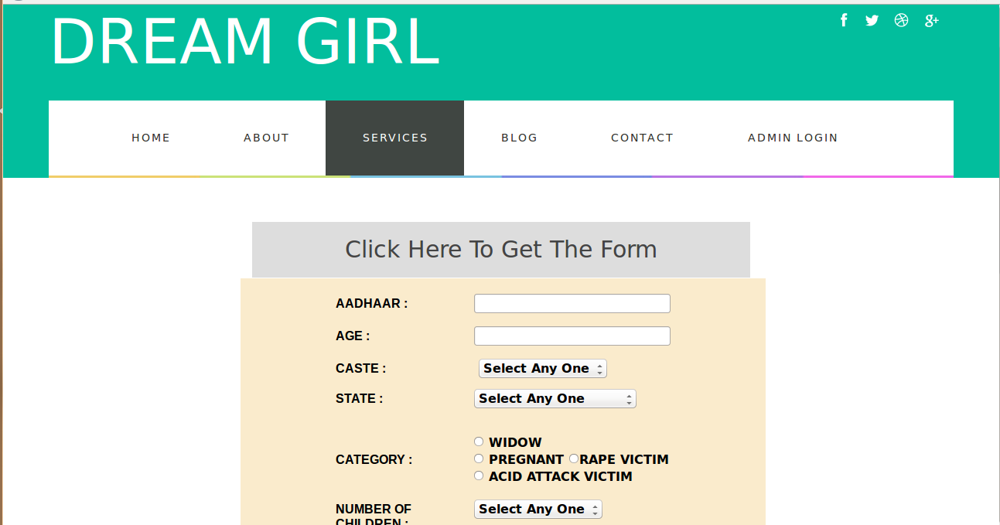 DREAM GIRL
HOME ABOUT SERVICES BLOG CONTACT ADMIN LOGIN
Click Here To Get The Form
AADHAAR :
AGE :
CASTE : Select Any One
STATE : Select Any One
WIDOW
CATEGORY : PREGNANT RAPE VICTIM
ACID ATTACK VICTIM
NUMBER OF Select Any One
CHILDREN :